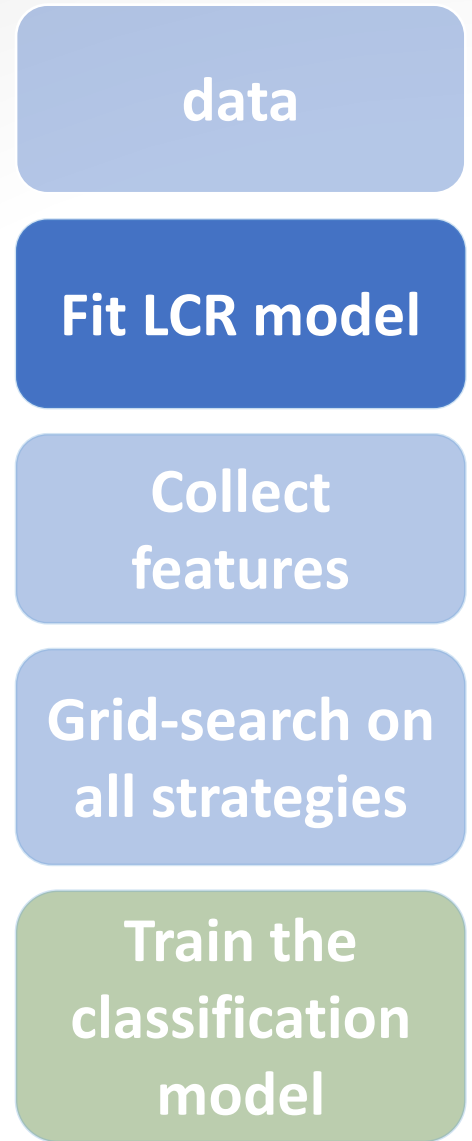 data
Fit LCR model
Collect
features
Grid-search on
all strategies
Train the
classification
model